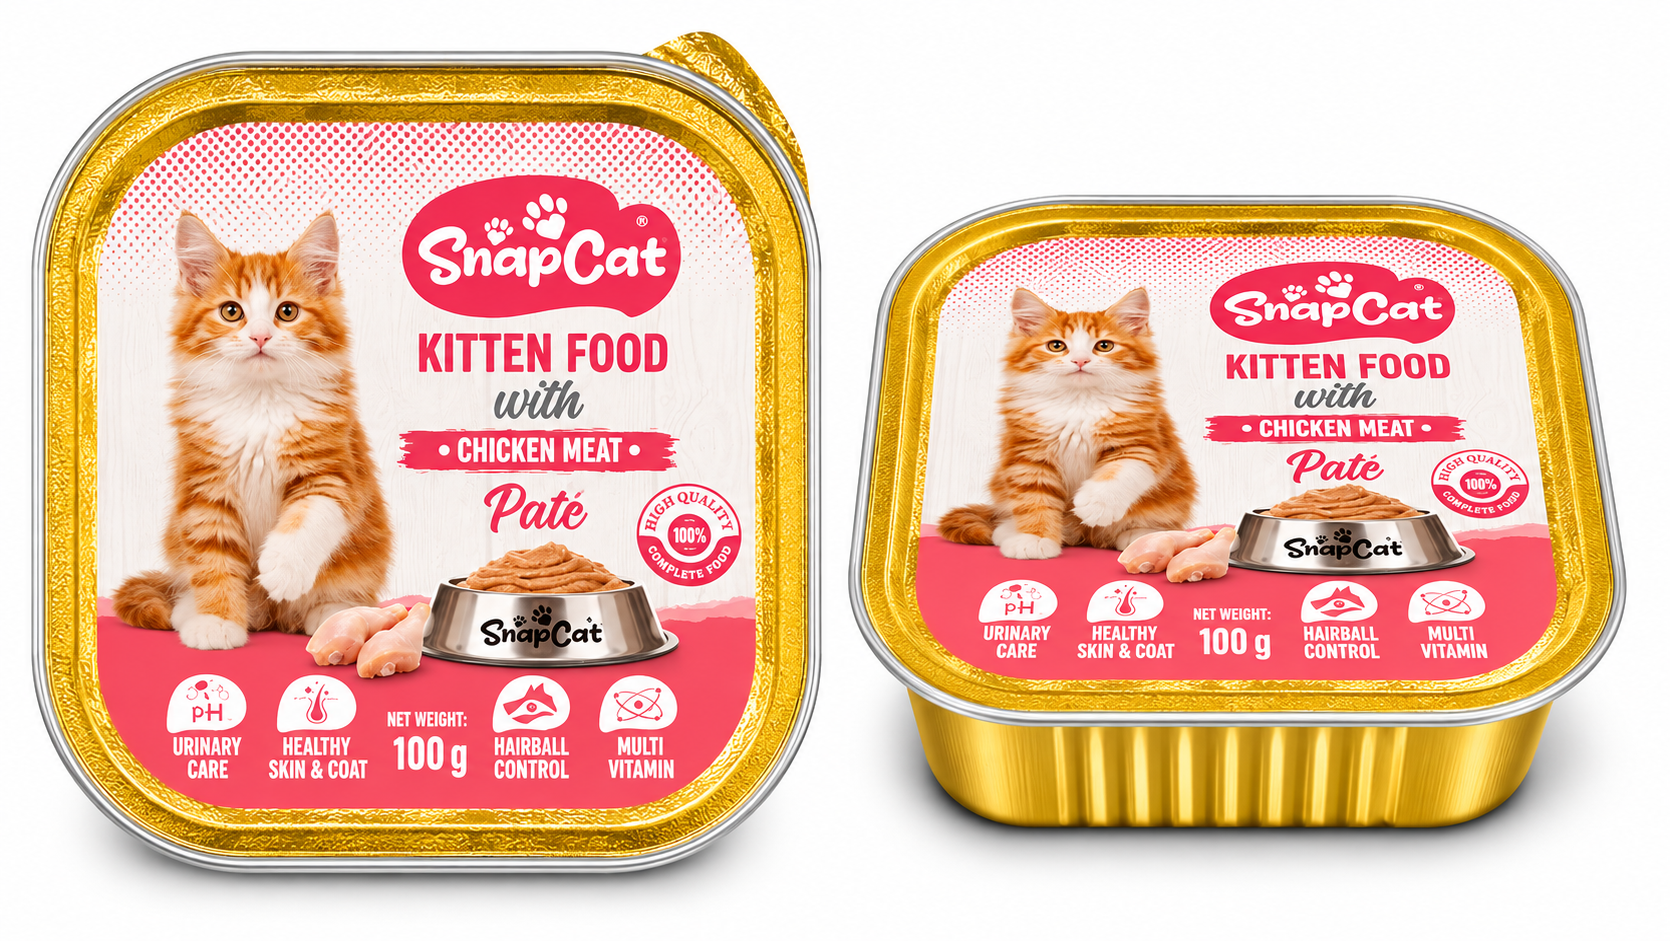 SnapCat®
KITTEN FOOD
with
• CHICKEN MEAT •
Paté
HIGH QUALITY
100%
COMPLETE FOOD
SnapCat
pH
URINARY
CARE
HEALTHY
SKIN & COAT
NET WEIGHT:
100 g
HAIRBALL
CONTROL
MULTI
VITAMIN
SnapCat®
KITTEN FOOD
with
• CHICKEN MEAT •
Paté
HIGH QUALITY
100%
COMPLETE FOOD
SnapCat
pH
URINARY
CARE
HEALTHY
SKIN & COAT
NET WEIGHT:
100 g
HAIRBALL
CONTROL
MULTI
VITAMIN